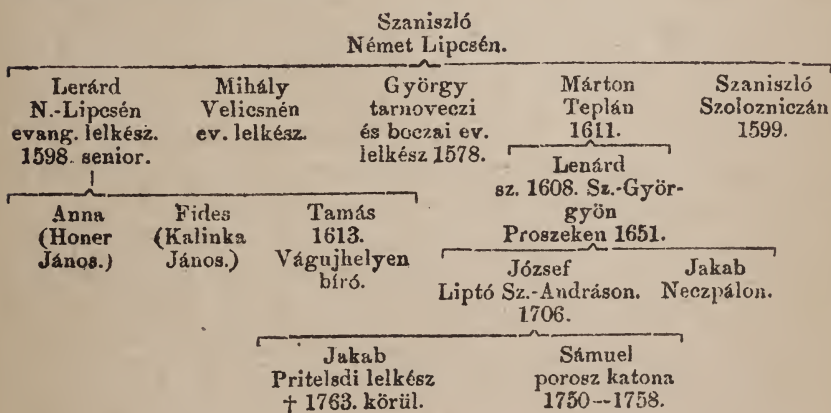 Szaniszló
Német Lipcsén.
Lerárd
N.-Lipcsén
evang. lelkész.
1598. senior.
Mihály
Velicsnén
ev. lelkész.
György
tarnoveczi
és boczai ev.
lelkész 1578.
Márton
Teplán
1611.
Szaniszló
Szolozniczán
1599.
Lenárd
sz. 1608. Sz.-Györ-
gyön
Proszeken 1651.
Anna
(Honer
János.)
Fides
(Kalinka
János.)
Tamás
1613.
Vágujhelyen
bíró.
József
Liptó Sz.-Andráson.
1706.
Jakab
Neczpálon.
Jakab
Pritelsdi lelkész
† 1763. körül.
Sámuel
porosz katona
1750--1758.